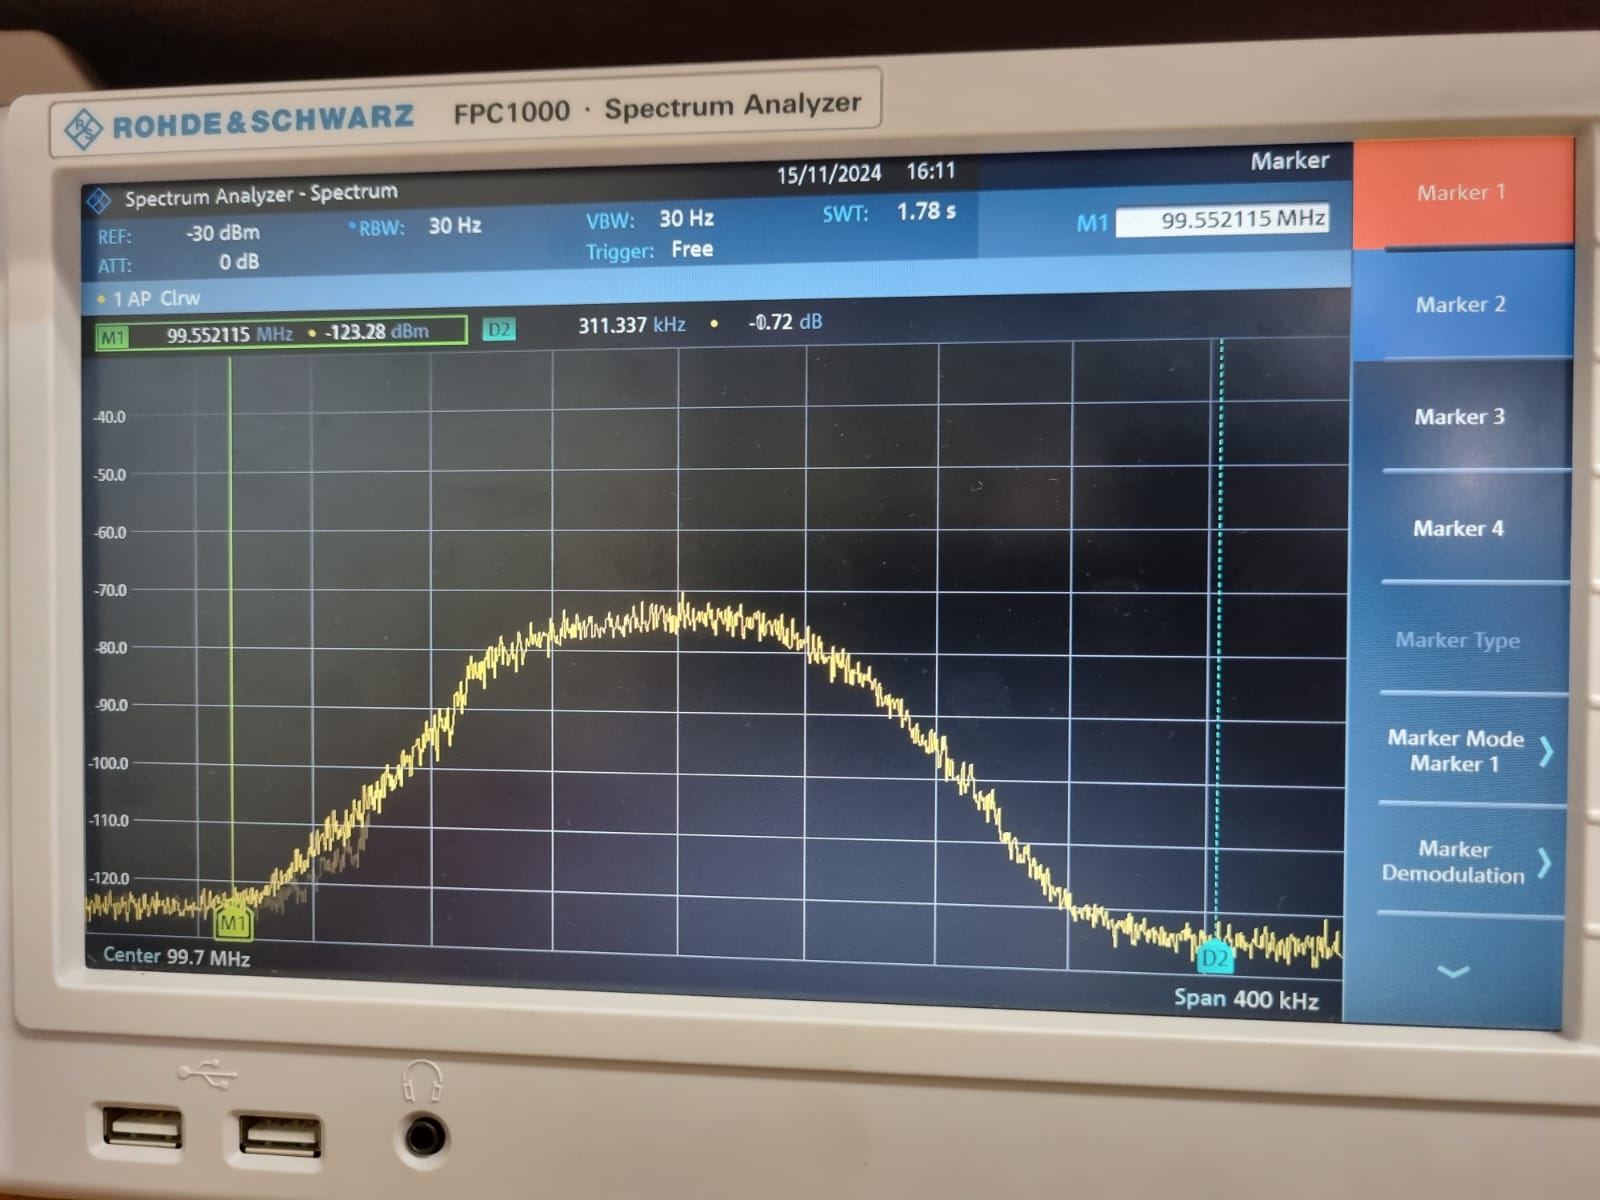 ROHDE & SCHWARZ FPC1000 · Spectrum Analyzer
Spectrum Analyzer - Spectrum 15/11/2024 16:11 Marker
REF: -30 dBm *RBW: 30 Hz VBW: 30 Hz SWT: 1.78 s M1 99.552115 MHz
ATT: 0 dB Trigger: Free
1 AP Clrw
M1 99.552115 MHz • -123.28 dBm D2 311.337 kHz • -0.72 dB
-40.0
-50.0
-60.0
-70.0
-80.0
-90.0
-100.0
-110.0
-120.0
M1
D2
Center 99.7 MHz
Span 400 kHz
Marker 1
Marker 2
Marker 3
Marker 4
Marker Type
Marker Mode
Marker 1
Marker
Demodulation